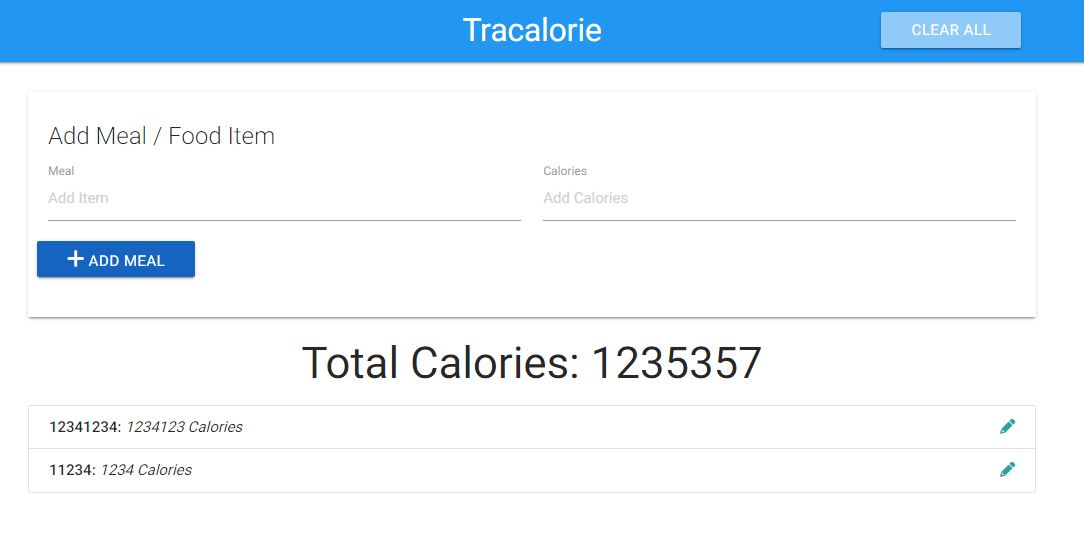 Tracalorie
CLEAR ALL
Add Meal / Food Item
Meal
Calories
Add Item
Add Calories
ADD MEAL
Total Calories: 1235357
12341234: 1234123 Calories
11234: 1234 Calories